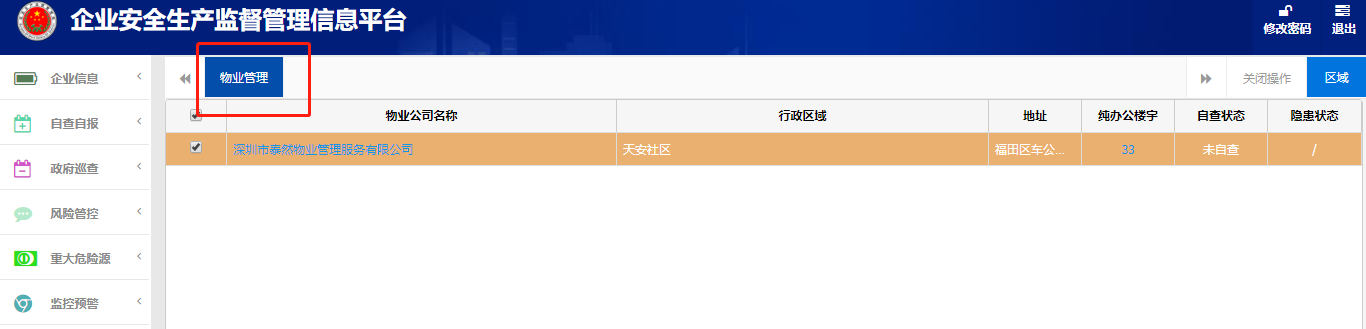 企业安全生产监督管理信息平台
修改密码
退出
企业信息
自查自报
政府巡查
风险管控
重大危险源
监控预警
物业管理
关闭操作
区域
物业公司名称 行政区域 地址 纯办公楼宇 自查状态 隐患状态
深圳市泰然物业管理服务有限公司 天安社区 福田区车公... 33 未自查 /